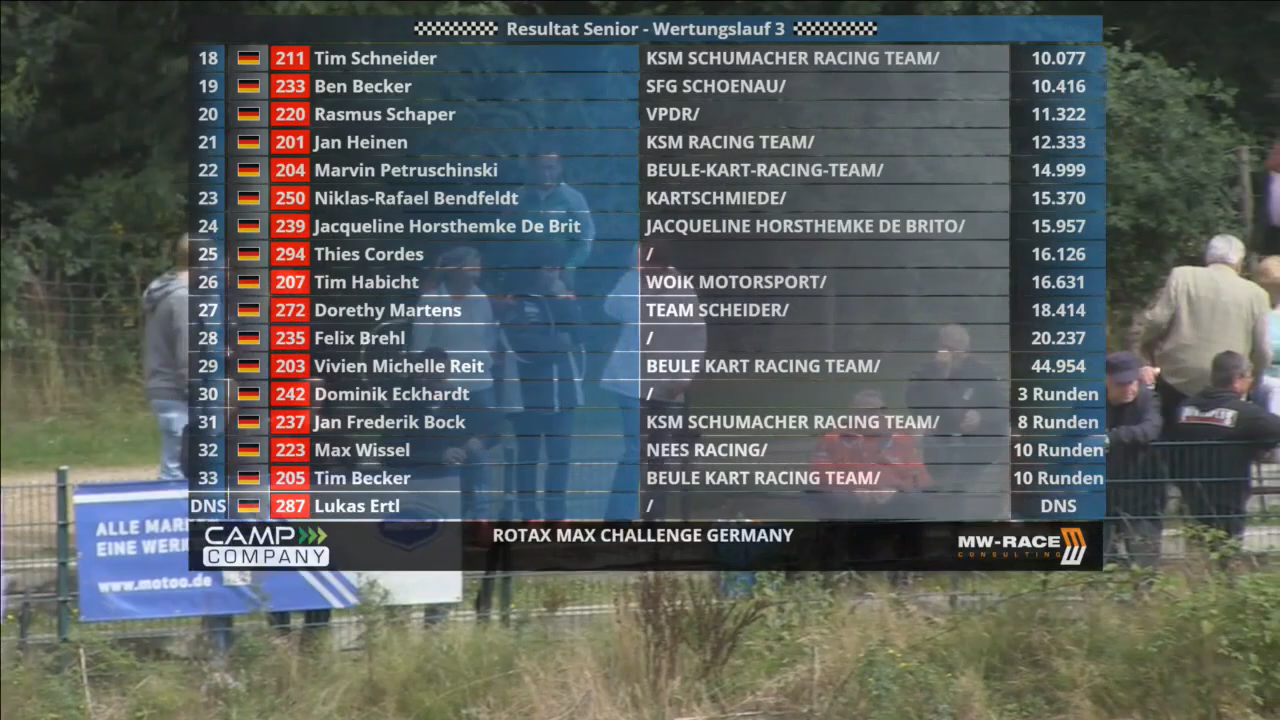 Resultat Senior - Wertungslauf 3
18 211 Tim Schneider KSM SCHUMACHER RACING TEAM/ 10.077
19 233 Ben Becker SFG SCHOENAU/ 10.416
20 220 Rasmus Schaper VPDR/ 11.322
21 201 Jan Heinen KSM RACING TEAM/ 12.333
22 204 Marvin Petruschinski BEULE-KART-RACING-TEAM/ 14.999
23 250 Niklas-Rafael Bendfeldt KARTSCHMIEDE/ 15.370
24 239 Jacqueline Horsthemke De Brit JACQUELINE HORSTHEMKE DE BRITO/ 15.957
25 294 Thies Cordes / 16.126
26 207 Tim Habicht WOIK MOTORSPORT/ 16.631
27 272 Dorethy Martens TEAM SCHEIDER/ 18.414
28 235 Felix Brehl / 20.237
29 203 Vivien Michelle Reit BEULE KART RACING TEAM/ 44.954
30 242 Dominik Eckhardt / 3 Runden
31 237 Jan Frederik Bock KSM SCHUMACHER RACING TEAM/ 8 Runden
32 223 Max Wissel NEES RACING/ 10 Runden
33 205 Tim Becker BEULE KART RACING TEAM/ 10 Runden
DNS 287 Lukas Ertl / DNS
CAMP COMPANY
ROTAX MAX CHALLENGE GERMANY
MW-RACE
CONSULTING
ALLE
EINE
www.motoo.de